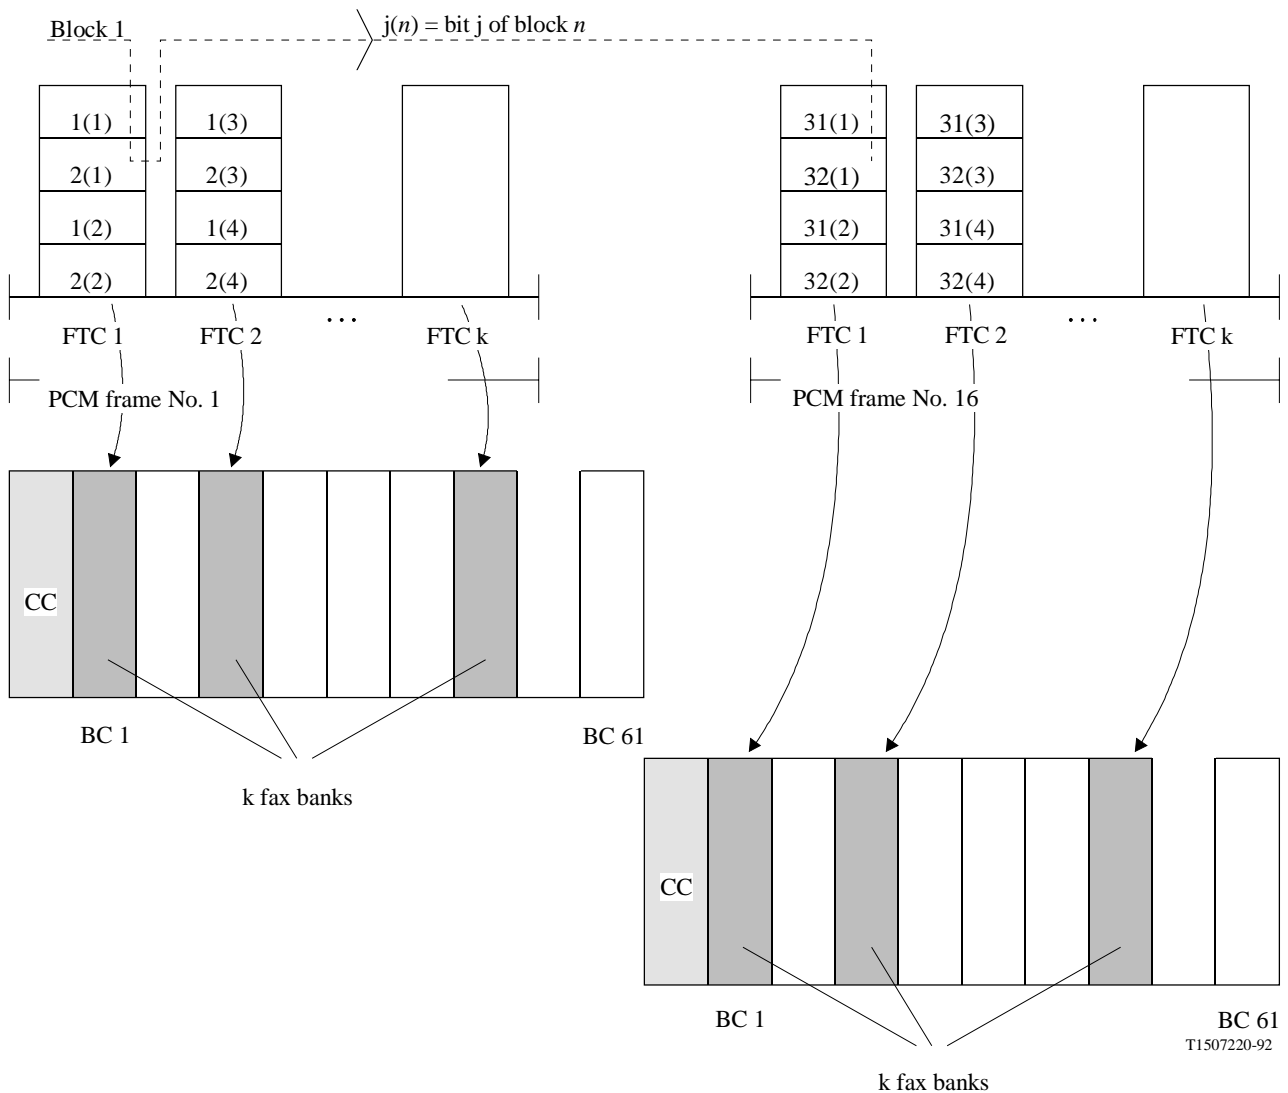 Block 1
j(n) = bit j of block n
1(1)
2(1)
1(2)
2(2)
1(3)
2(3)
1(4)
2(4)
31(1)
32(1)
31(2)
32(2)
31(3)
32(3)
31(4)
32(4)
FTC 1
FTC 2
...
FTC k
FTC 1
FTC 2
...
FTC k
PCM frame No. 1
PCM frame No. 16
CC
BC 1
BC 61
k fax banks
CC
BC 1
BC 61
T1507220-92
k fax banks